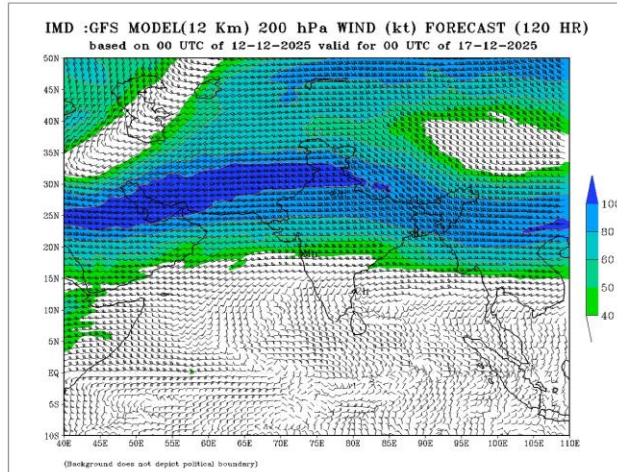 IMD :GFS MODEL(12 Km) 200 hPa WIND (kt) FORECAST (120 HR)
based on 00 UTC of 12-12-2025 valid for 00 UTC of 17-12-2025
50N
45N
40N
35N
30N
25N
20N
15N
10N
5N
EQ
5S
10S
40E 45E 50E 55E 60E 65E 70E 75E 80E 85E 90E 95E 100E 105E 110E
100
80
60
50
40
(Background does not depict political boundary)